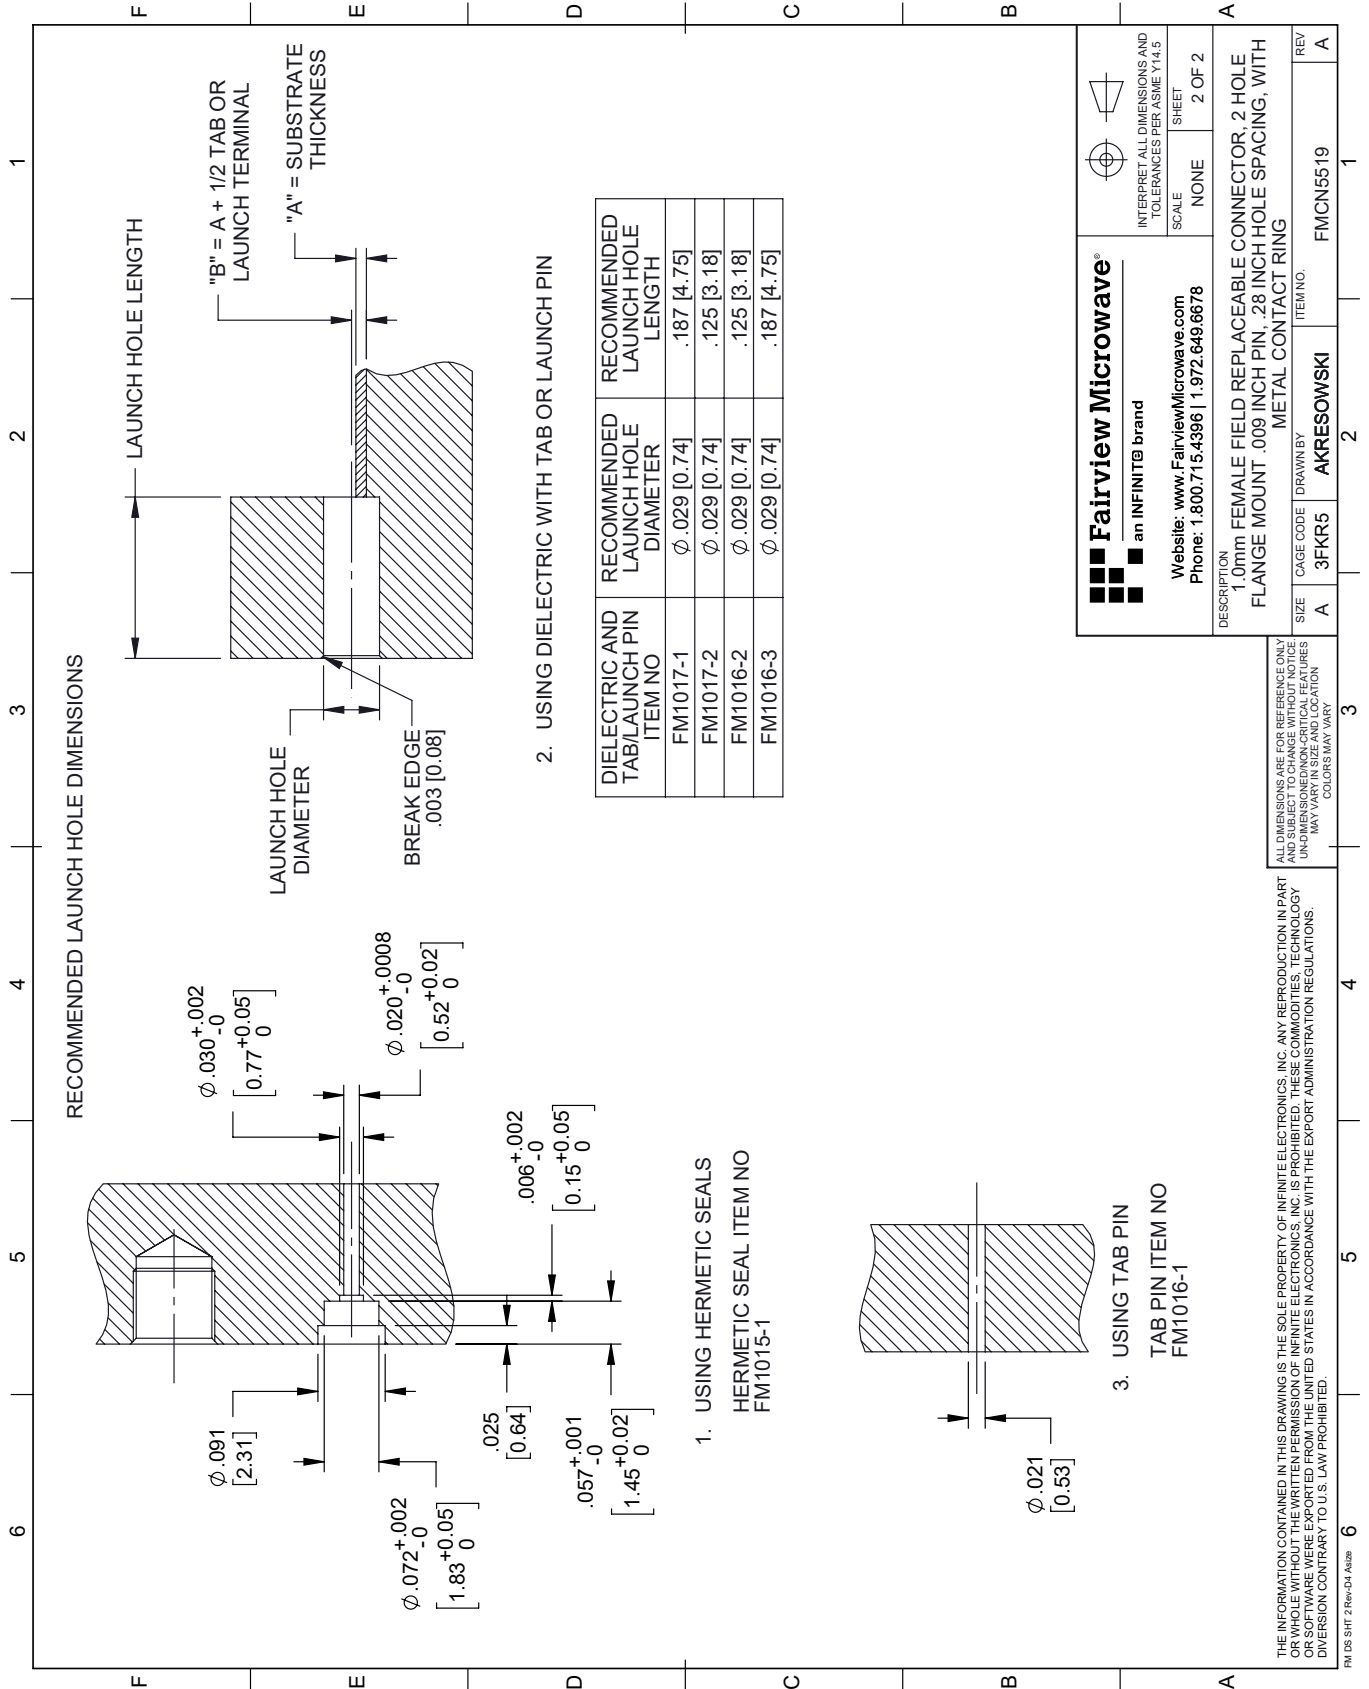 6
5
4
3
2
1
F
E
D
C
B
A
RECOMMENDED LAUNCH HOLE DIMENSIONS
Ø.091
[2.31]
Ø.072 +.002 -0
[1.83 +0.05 0]
.025
[0.64]
.057 +.001 -0
[1.45 +0.02 0]
Ø.030 +.002 -0
[0.77 +0.05 0]
Ø.020 +.0008 -0
[0.52 +0.02 0]
.006 +.002 -0
[0.15 +0.05 0]
1. USING HERMETIC SEALS
HERMETIC SEAL ITEM NO
FM1015-1
LAUNCH HOLE LENGTH
"B" = A + 1/2 TAB OR
LAUNCH TERMINAL
"A" = SUBSTRATE
THICKNESS
LAUNCH HOLE
DIAMETER
BREAK EDGE
.003 [0.08]
2. USING DIELECTRIC WITH TAB OR LAUNCH PIN
DIELECTRIC AND
TAB/LAUNCH PIN
ITEM NO
RECOMMENDED
LAUNCH HOLE
DIAMETER
RECOMMENDED
LAUNCH HOLE
LENGTH
FM1017-1 Ø.029 [0.74] .187 [4.75]
FM1017-2 Ø.029 [0.74] .125 [3.18]
FM1016-2 Ø.029 [0.74] .125 [3.18]
FM1016-3 Ø.029 [0.74] .187 [4.75]
Ø.021
[0.53]
3. USING TAB PIN
TAB PIN ITEM NO
FM1016-1
THE INFORMATION CONTAINED IN THIS DRAWING IS THE SOLE PROPERTY OF INFINITE ELECTRONICS, INC. ANY REPRODUCTION IN PART
OR WHOLE WITHOUT THE WRITTEN PERMISSION OF INFINITE ELECTRONICS, INC. IS PROHIBITED. THESE COMMODITIES, TECHNOLOGY
OR SOFTWARE WERE EXPORTED FROM THE UNITED STATES IN ACCORDANCE WITH THE EXPORT ADMINISTRATION REGULATIONS.
DIVERSION CONTRARY TO U.S. LAW PROHIBITED.
ALL DIMENSIONS ARE FOR REFERENCE ONLY
AND SUBJECT TO CHANGE WITHOUT NOTICE.
UN-DIMENSIONED/NON-CRITICAL FEATURES
MAY VARY IN SIZE AND LOCATION
COLORS MAY VARY
Fairview Microwave®
an INFINIT@ brand
Website: www.FairviewMicrowave.com
Phone: 1.800.715.4396 | 1.972.649.6678
INTERPRET ALL DIMENSIONS AND
TOLERANCES PER ASME Y14.5
SCALE
NONE
SHEET
2 OF 2
DESCRIPTION
1.0mm FEMALE FIELD REPLACEABLE CONNECTOR, 2 HOLE
FLANGE MOUNT .009 INCH PIN, .28 INCH HOLE SPACING, WITH
METAL CONTACT RING
SIZE
A
CAGE CODE
3FKR5
DRAWN BY
AKRESOWSKI
ITEM NO.
FMCN5519
REV
A
FM DS SHT 2 Rev-D4 Asize
6
5
4
3
2
1
F
E
D
C
B
A